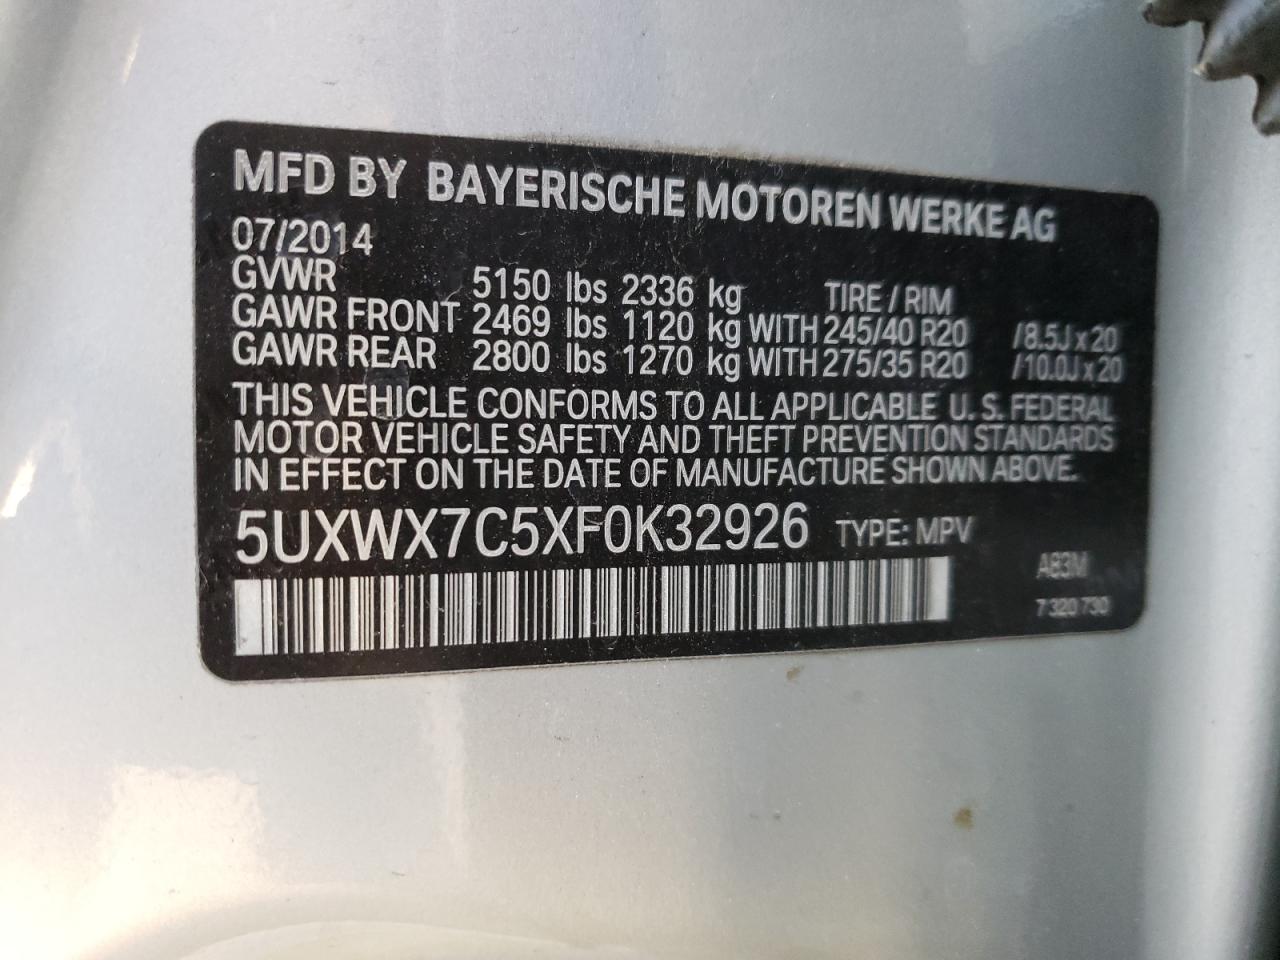 MFD BY BAYERISCHE MOTOREN WERKE AG
07/2014
GVWR 5150 lbs 2336 kg TIRE / RIM
GAWR FRONT 2469 lbs 1120 kg WITH 245/40 R20 /8.5J x 20
GAWR REAR 2800 lbs 1270 kg WITH 275/35 R20 /10.0J x 20
THIS VEHICLE CONFORMS TO ALL APPLICABLE U.S. FEDERAL
MOTOR VEHICLE SAFETY AND THEFT PREVENTION STANDARDS
IN EFFECT ON THE DATE OF MANUFACTURE SHOWN ABOVE.
5UXWX7C5XF0K32926 TYPE: MPV
A83M
7 320 730